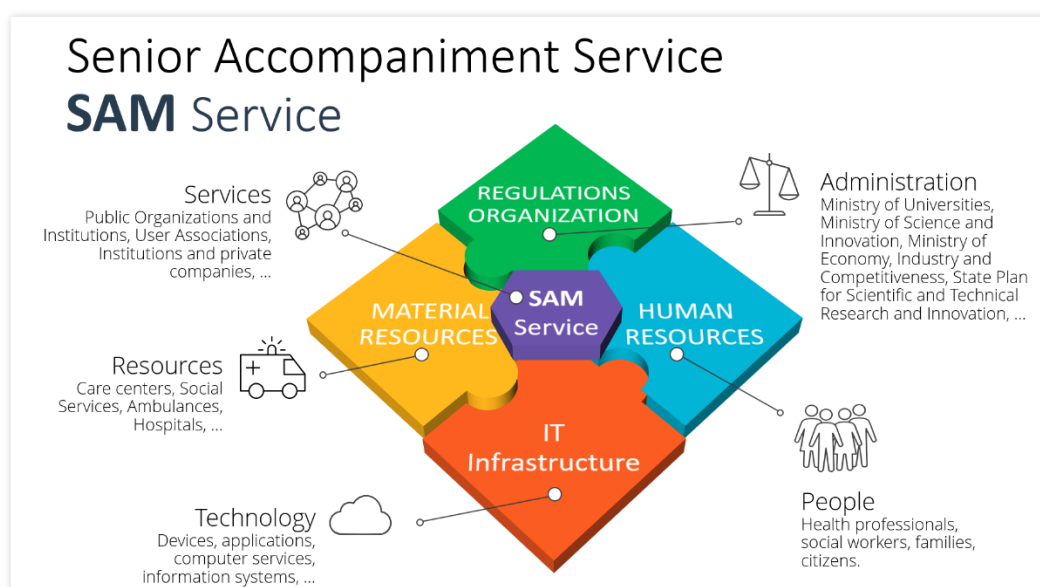 Senior Accompaniment Service
SAM Service
Services
Public Organizations and
Institutions, User Associations,
Institutions and private
companies, ...
Resources
Care centers, Social
Services, Ambulances,
Hospitals, ...
Technology
Devices, applications,
computer services,
information systems, ...
REGULATIONS
ORGANIZATION
MATERIAL
RESOURCES
SAM
Service
HUMAN
RESOURCES
IT
Infrastructure
Administration
Ministry of Universities,
Ministry of Science and
Innovation, Ministry of
Economy, Industry and
Competitiveness, State Plan
for Scientific and Technical
Research and Innovation, ...
People
Health professionals,
social workers, families,
citizens.